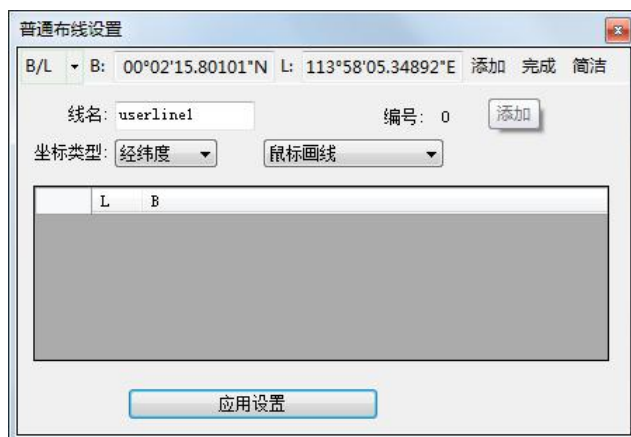 普通布线设置
B/L B: 00°02'15.80101"N L: 113°58'05.34892"E 添加 完成 简洁
线名: userline1 编号: 0 添加
坐标类型: 经纬度 鼠标画线
L B
应用设置